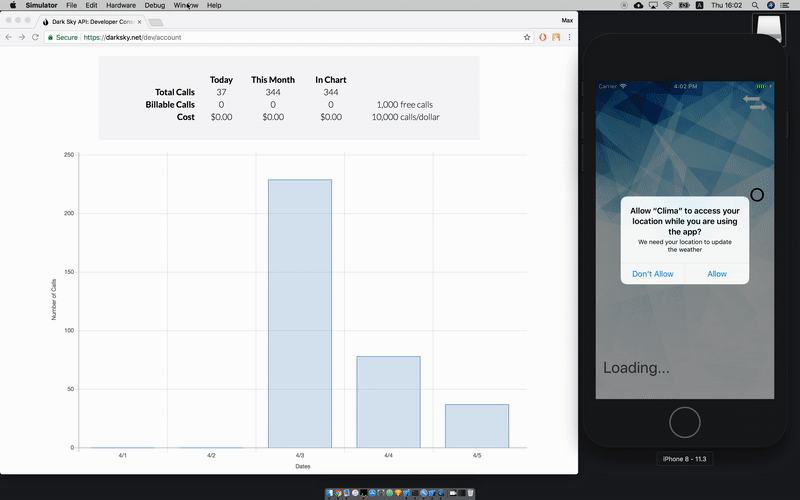 Simulator File Edit Hardware Debug Window Help
Thu 16:02
Dark Sky API: Developer Cons
Max
Secure https://darksky.net/dev/account
Today This Month In Chart
Total Calls 37 344 344
Billable Calls 0 0 0 1,000 free calls
Cost $0.00 $0.00 $0.00 10,000 calls/dollar
250
200
150
100
50
0
Number of Calls
4/1 4/2 4/3 4/4 4/5
Dates
Carrer 4:02 PM
Allow “Clima” to access your
location while you are using
the app?
We need your location to update
the weather
Don't Allow Allow
Loading...
iPhone 8 - 11.3